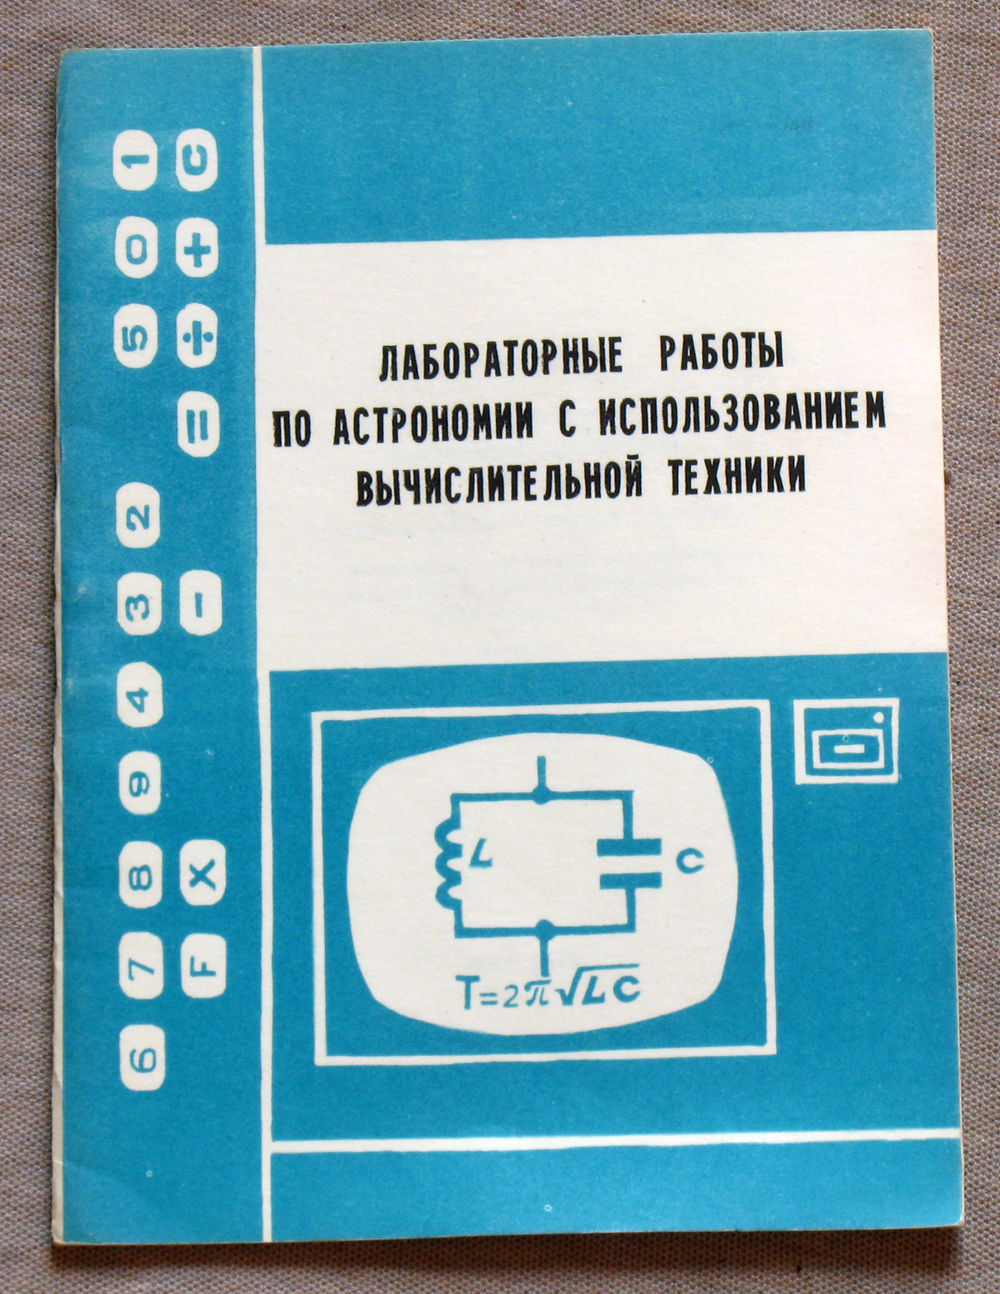 ЛАБОРАТОРНЫЕ РАБОТЫ
ПО АСТРОНОМИИ С ИСПОЛЬЗОВАНИЕМ
ВЫЧИСЛИТЕЛЬНОЙ ТЕХНИКИ
1 C
0 +
5 ÷
=
2
3 −
4
9
8 X
7 F
6
L C
T=2π√LC